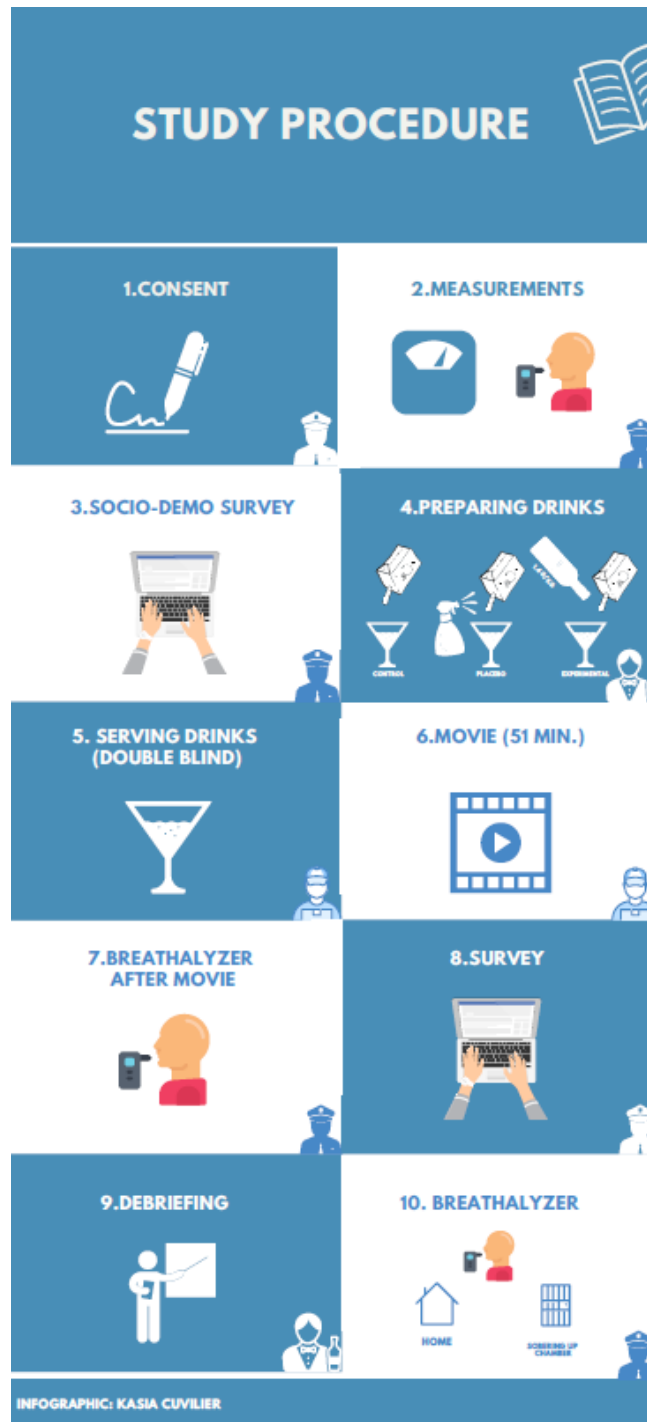 STUDY PROCEDURE
1.CONSENT
2.MEASUREMENTS
3.SOCIO-DEMO SURVEY
4.PREPARING DRINKS
CONTROL
PLACEBO
EXPERIMENTAL
5. SERVING DRINKS
(DOUBLE BLIND)
6.MOVIE (51 MIN.)
7.BREATHALYZER
AFTER MOVIE
8.SURVEY
9.DEBRIEFING
10. BREATHALYZER
HOME
SOBERING UP
CHAMBER
INFOGRAPHIC: KASIA CUVILIER